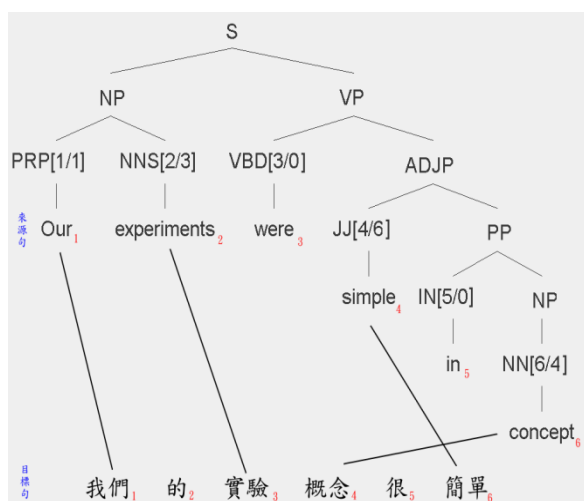 S
NP VP
PRP[1/1] NNS[2/3] VBD[3/0] ADJP
來源句 Our1 experiments2 were3 JJ[4/6] PP
simple4 IN[5/0] NP
in5 NN[6/4]
concept6
目標句 我們1 的2 實驗3 概念4 很5 簡單6